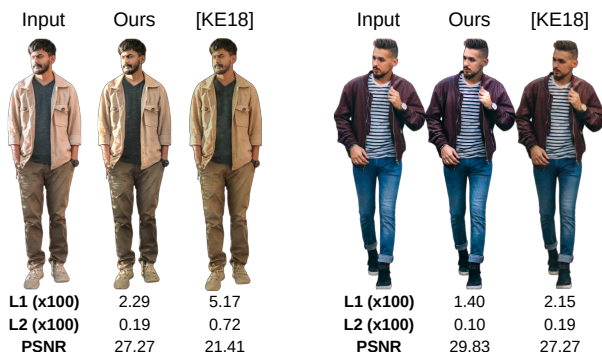 Input Ours [KE18] Input Ours [KE18]
L1 (x100) 2.29 5.17 L1 (x100) 1.40 2.15
L2 (x100) 0.19 0.72 L2 (x100) 0.10 0.19
PSNR 27.27 21.41 PSNR 29.83 27.27